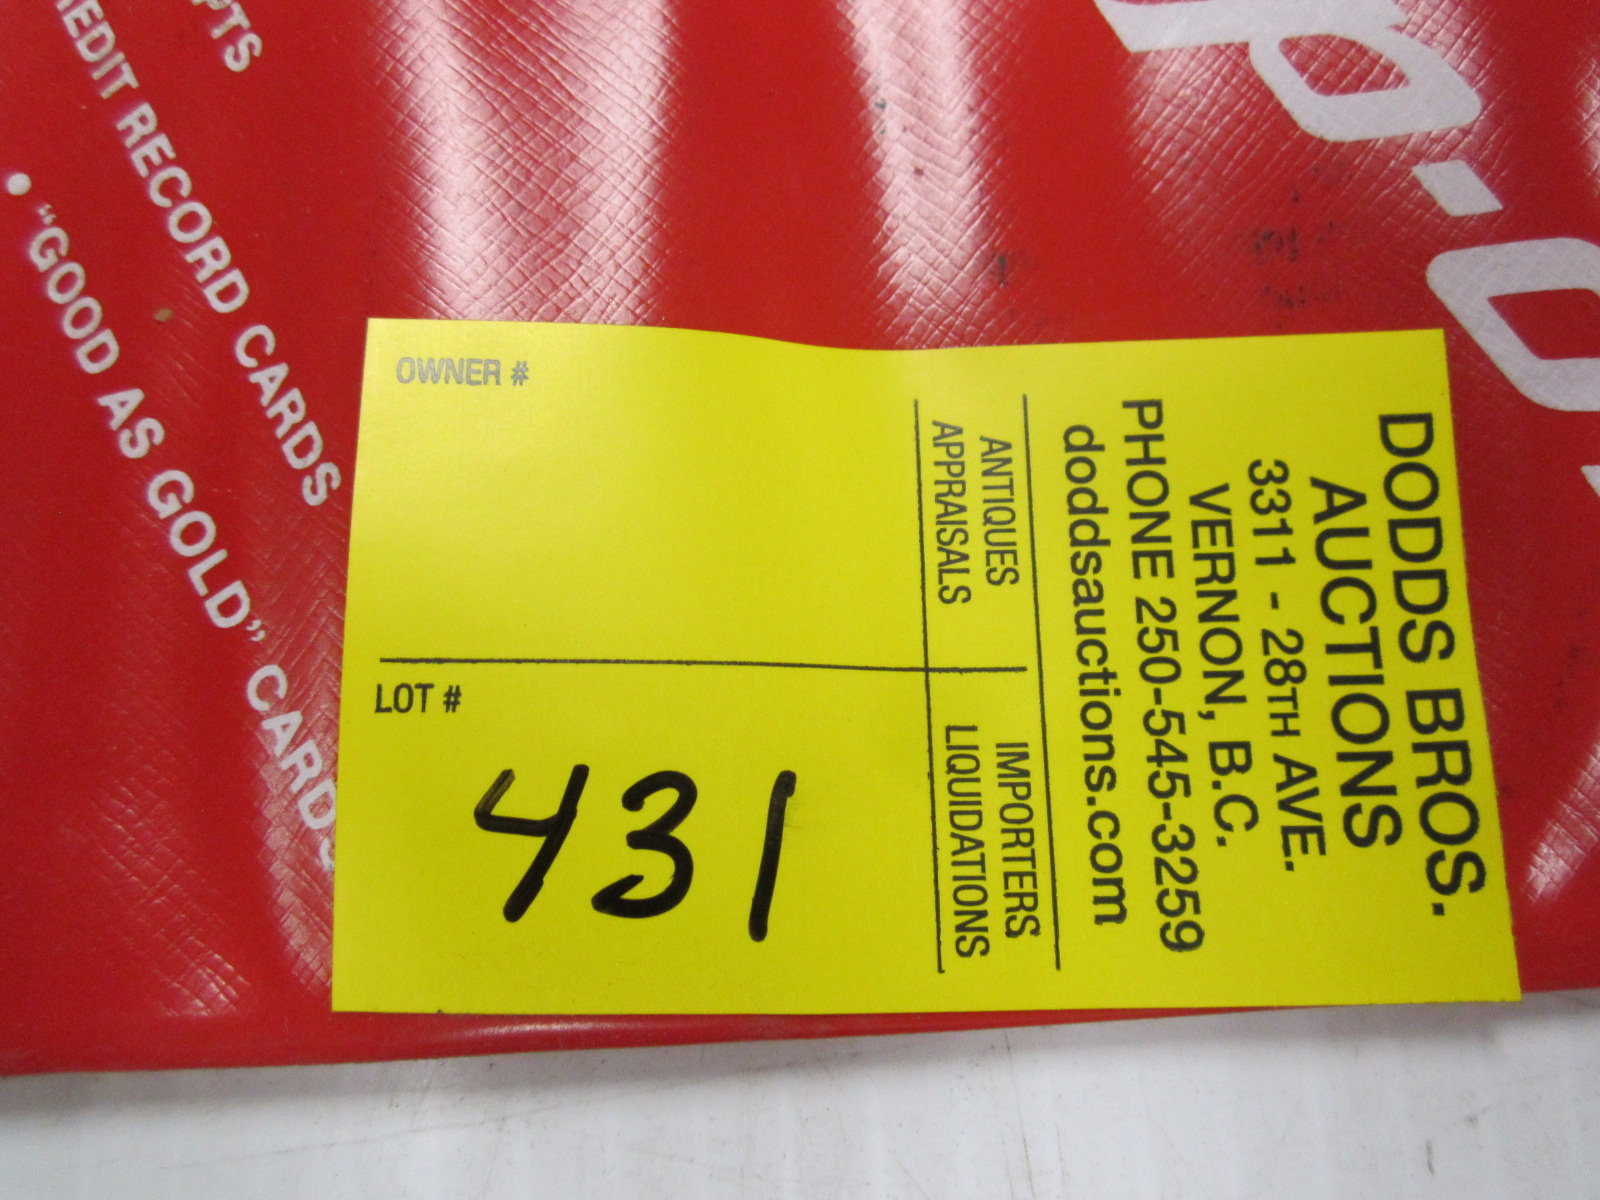 CREDIT RECORD CARDS
• "GOOD AS GOLD" CARDS
OWNER #
LOT #
431
DODDS BROS.
AUCTIONS
3311 - 28TH AVE.
VERNON, B.C.
PHONE 250-545-3259
doddsauctions.com
ANTIQUES IMPORTERS
APPRAISALS LIQUIDATIONS